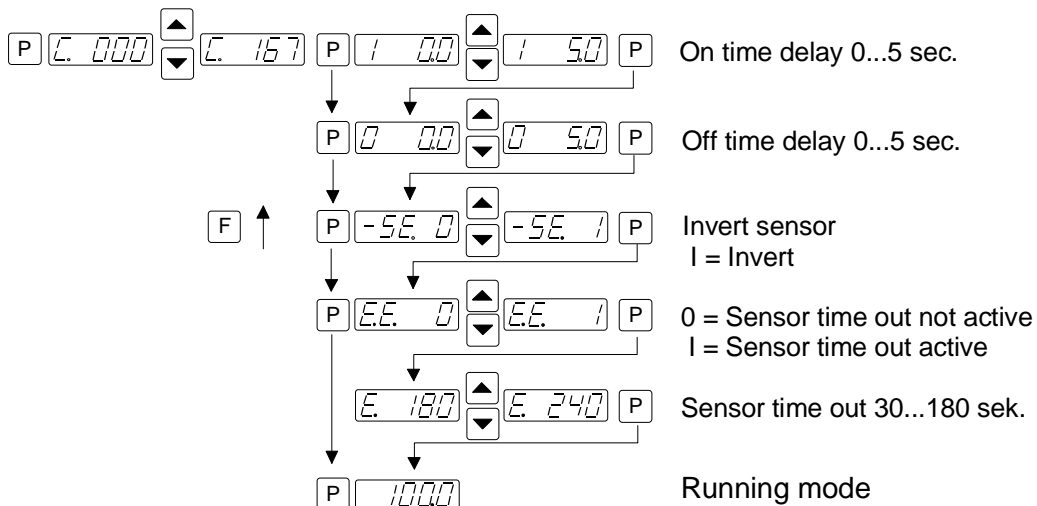 P C. 000 C. 167 P I 0.0 I 5.0 P On time delay 0...5 sec.
P 0 0.0 0 5.0 P Off time delay 0...5 sec.
F P -SE. 0 -SE. 1 P Invert sensor
I = Invert
P E.E. 0 E.E. 1 P 0 = Sensor time out not active
I = Sensor time out active
E. 180 E. 240 P Sensor time out 30...180 sek.
P 100.0 Running mode